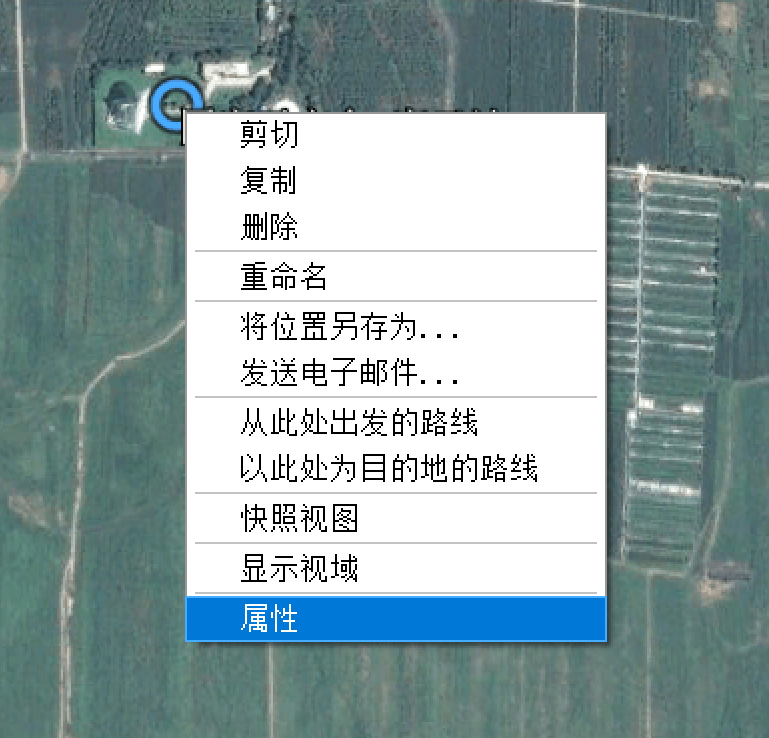 剪切
复制
删除
重命名
将位置另存为...
发送电子邮件...
从此处出发的路线
以此处为目的地的路线
快照视图
显示视域
属性